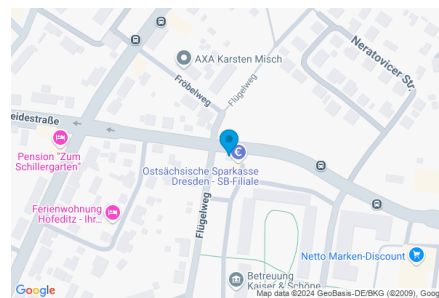 AXA Karsten Misch
Neratovicer Str.
Fröbelweg
Flügelweg
eidestraße
Pension "Zum
Schillergarten"
Ostsächsische Sparkasse
Dresden - SB-Filiale
Ferienwohnung
Hofeditz - Ihr...
Flügelweg
Netto Marken-Discount
Betreuung
Kaiser & Schöne
Google
Map data ©2024 GeoBasis-DE/BKG (©2009), Goog